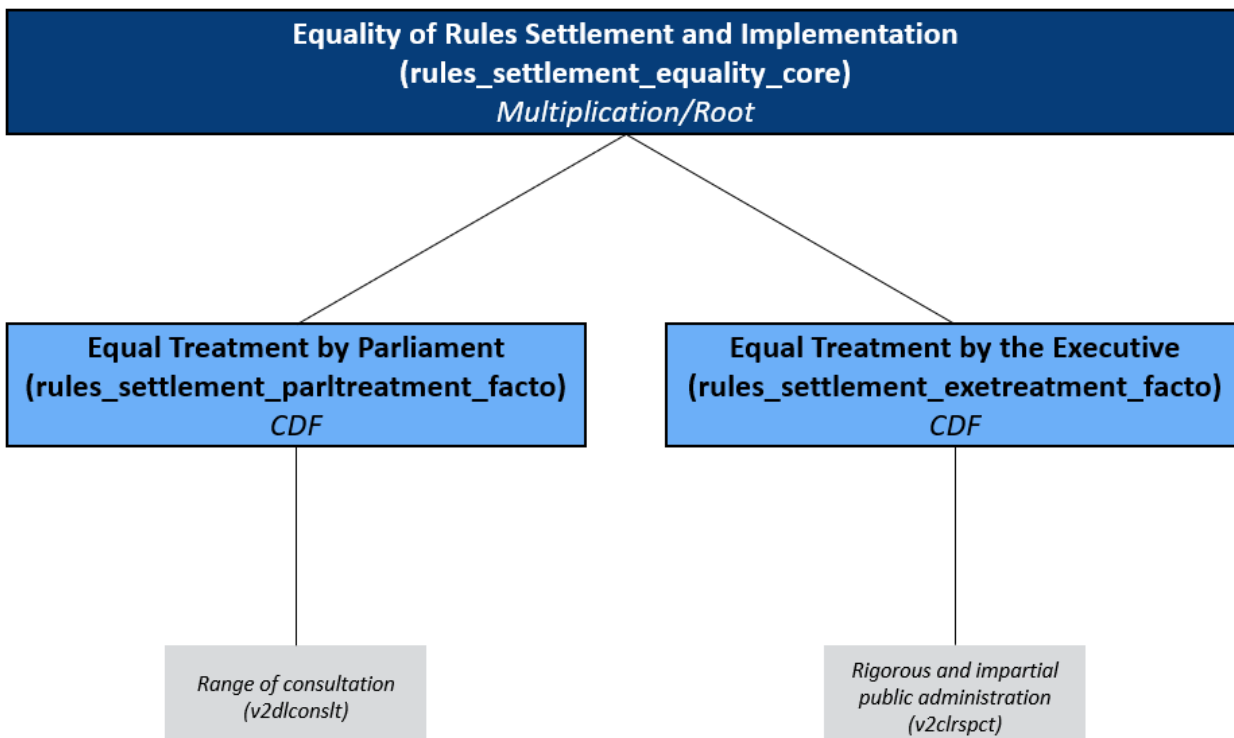 Equality of Rules Settlement and Implementation
(rules_settlement_equality_core)
Multiplication/Root
Equal Treatment by Parliament
(rules_settlement_parltreatment_facto)
CDF
Equal Treatment by the Executive
(rules_settlement_exetreatment_facto)
CDF
Range of consultation
(v2dlconslt)
Rigorous and impartial
public administration
(v2clrspct)